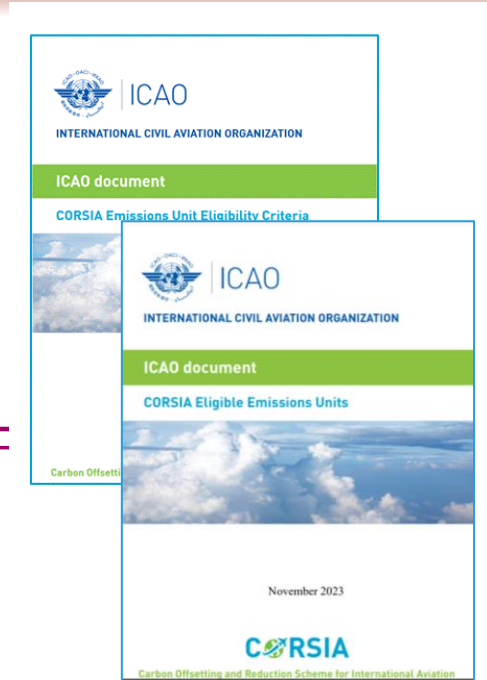 ICAO
INTERNATIONAL CIVIL AVIATION ORGANIZATION
ICAO document
CORSIA Emissions Unit Eligibility Criteria
Carbon
ICAO
INTERNATIONAL CIVIL AVIATION ORGANIZATION
ICAO document
CORSIA Eligible Emissions Units
November 2023
CORSIA
Carbon Offsetting and Reduction Scheme for International Aviation